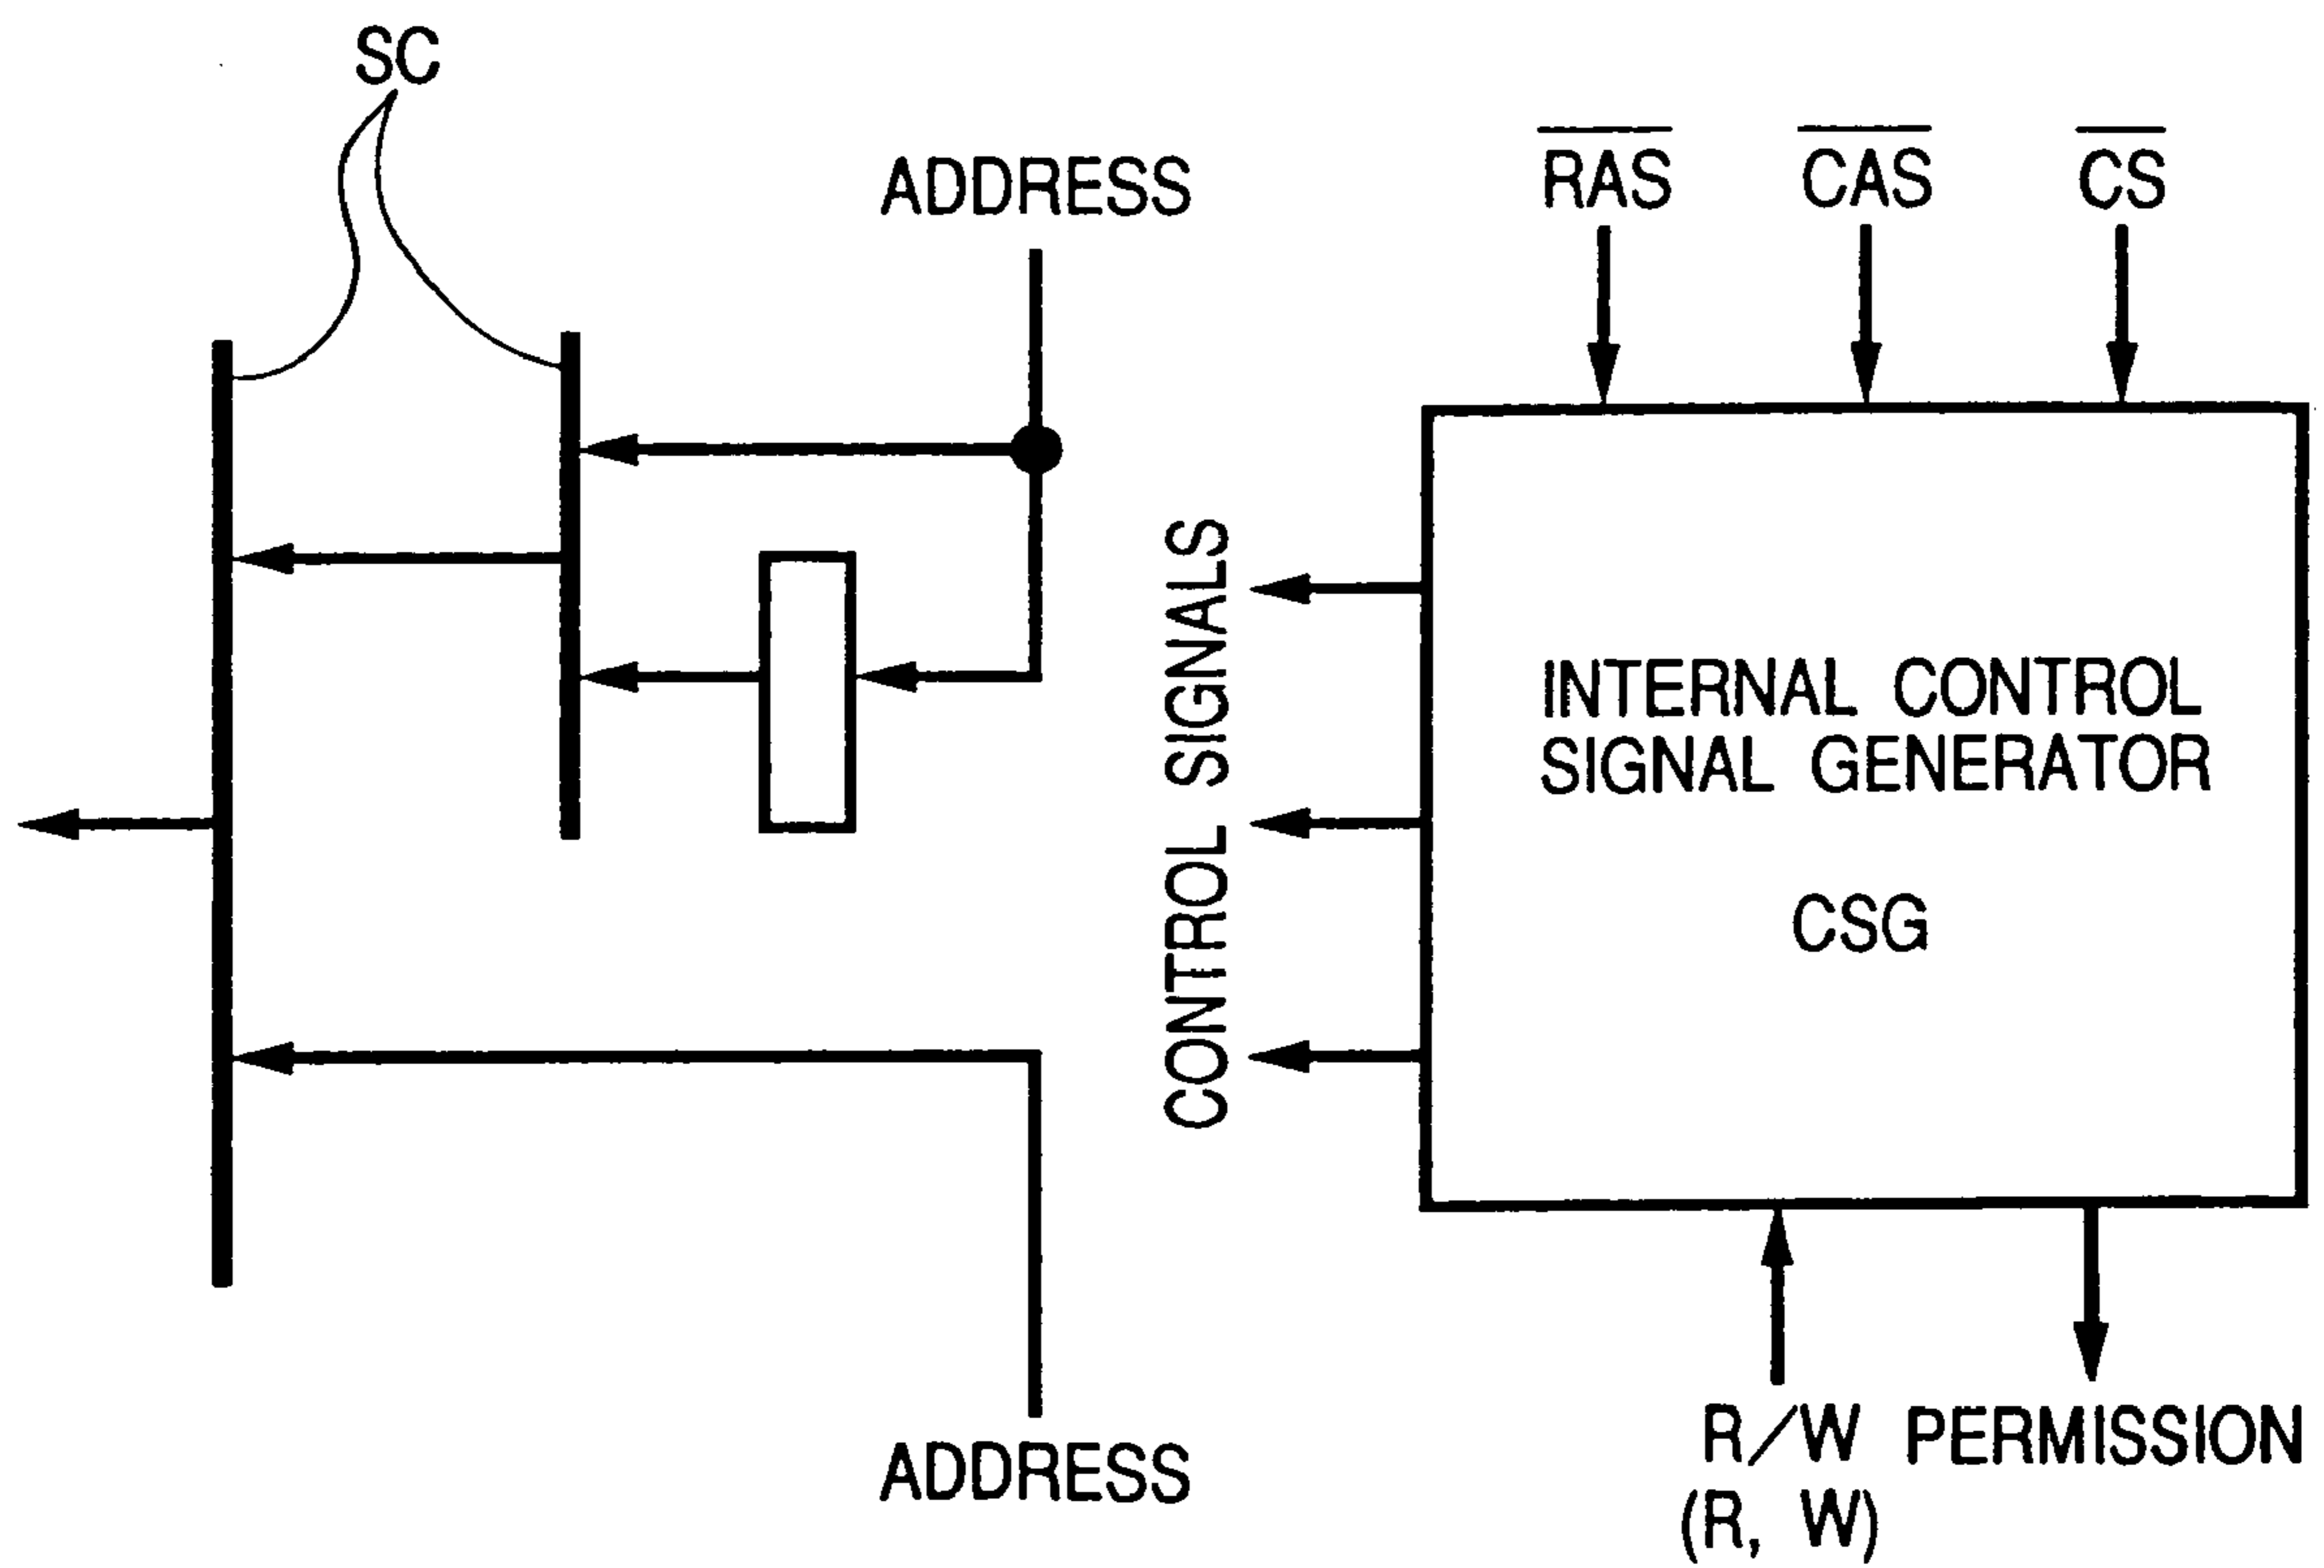 SC
ADDRESS
RAS
CAS
CS
CONTROL SIGNALS
INTERNAL CONTROL
SIGNAL GENERATOR
CSG
ADDRESS
R/W
(R, W)
PERMISSION